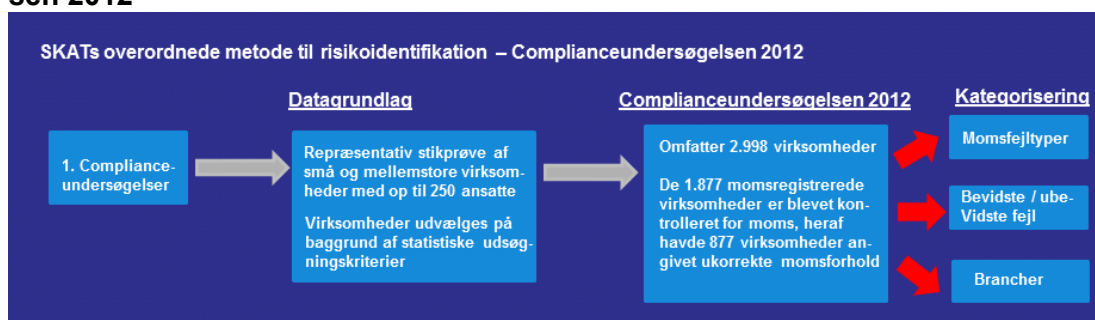 sen 2012
SKATs overordnede metode til risikoidentifikation – Complianceundersøgelsen 2012
Datagrundlag
Complianceundersøgelsen 2012
Kategorisering
1. Compliance-
undersøgelser
Repræsentativ stikprøve af
små og mellemstore virksom-
heder med op til 250 ansatte
Virksomheder udvælges på
baggrund af statistiske udsøg-
ningskriterier
Omfatter 2.998 virksomheder
De 1.877 momsregistrerede
virksomheder er blevet kon-
trolleret for moms, heraf
havde 877 virksomheder an-
givet ukorrekte momsforhold
Momsfejltyper
Bevidste / ube-
Vidste fejl
Brancher